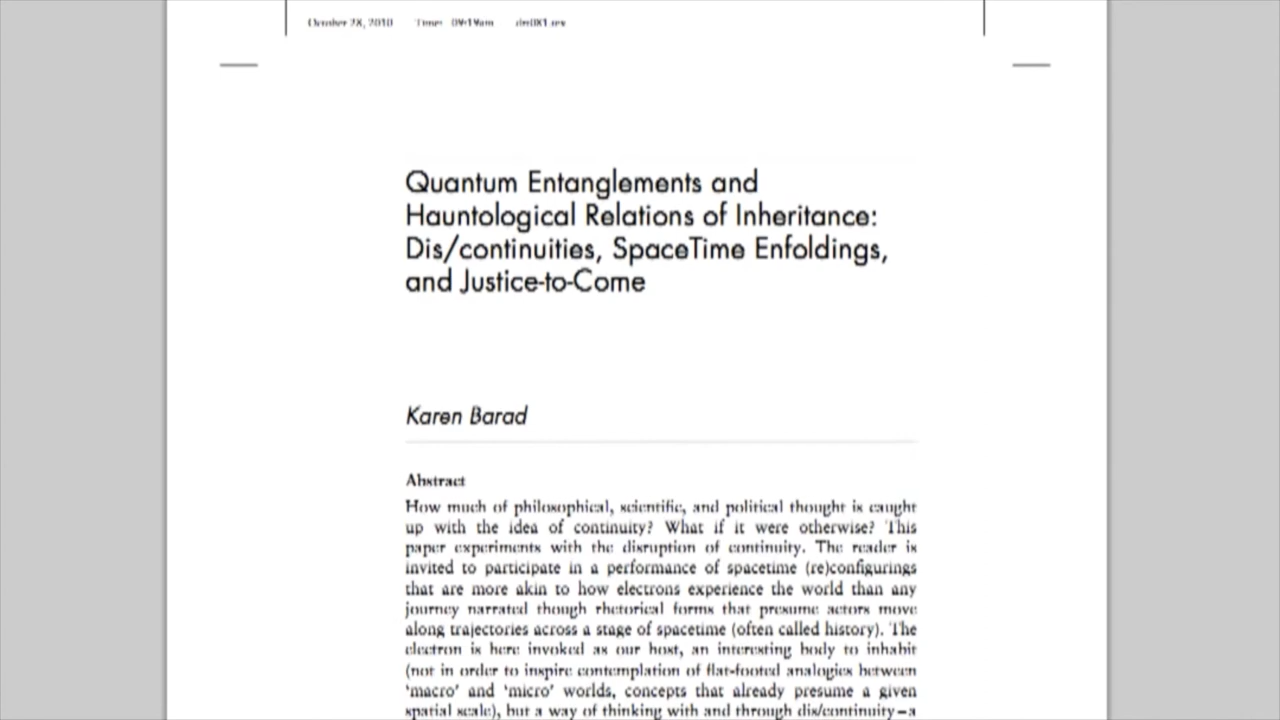 October 28, 2010 Time: 09:19am drt081.tex
Quantum Entanglements and
Hauntological Relations of Inheritance:
Dis/continuities, SpaceTime Enfoldings,
and Justice-to-Come
Karen Barad
Abstract
How much of philosophical, scientific, and political thought is caught
up with the idea of continuity? What if it were otherwise? This
paper experiments with the disruption of continuity. The reader is
invited to participate in a performance of spacetime (re)configurings
that are more akin to how electrons experience the world than any
journey narrated though rhetorical forms that presume actors move
along trajectories across a stage of spacetime (often called history). The
electron is here invoked as our host, an interesting body to inhabit
(not in order to inspire contemplation of flat-footed analogies between
‘macro’ and ‘micro’ worlds, concepts that already presume a given
spatial scale), but a way of thinking with and through dis/continuity – a